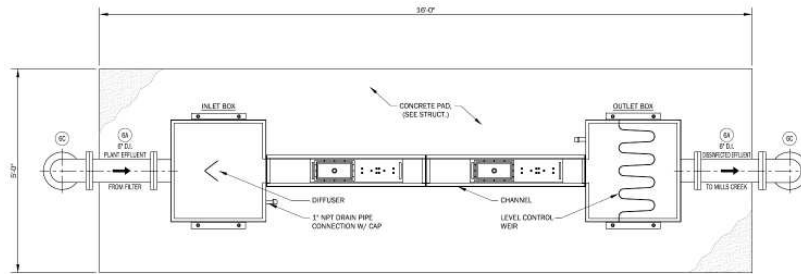 16'-0"
5'-0"
INLET BOX
CONCRETE PAD,
(SEE STRUCT.)
OUTLET BOX
6C
6A
6" D.I.
PLANT EFFLUENT
FROM FILTER
6A
6" D.I.
DISINFECTED EFFLUENT
TO MILLS CREEK
6C
DIFFUSER
1" NPT DRAIN PIPE
CONNECTION W/ CAP
CHANNEL
LEVEL CONTROL
WEIR